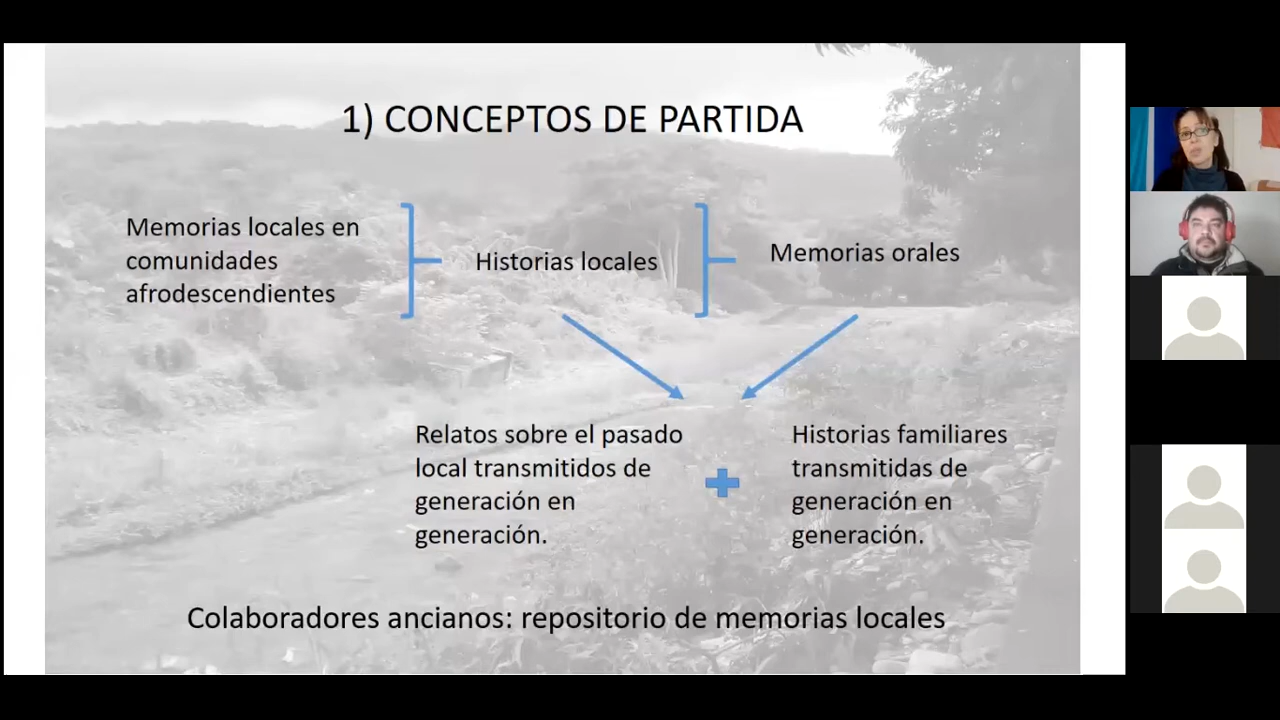 1) CONCEPTOS DE PARTIDA
Memorias locales en
comunidades
afrodescendientes
Historias locales
Memorias orales
Relatos sobre el pasado
local transmitidos de
generación en
generación.
Historias familiares
transmitidas de
generación en
generación.
Colaboradores ancianos: repositorio de memorias locales